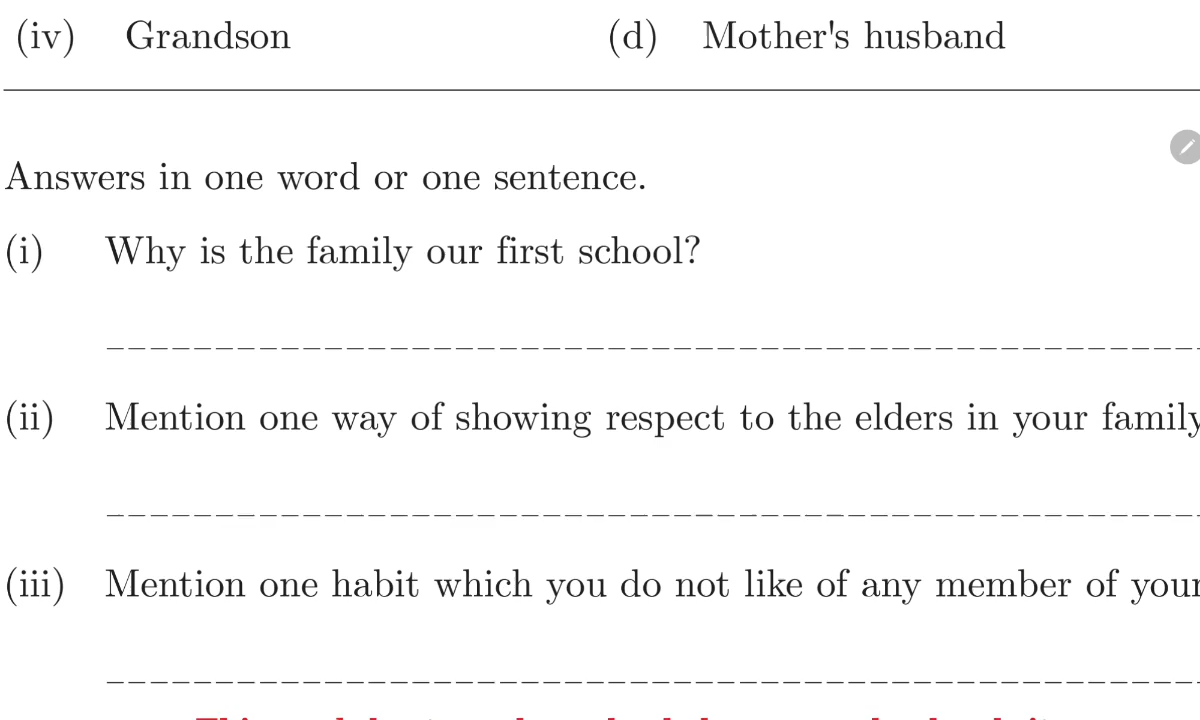 (iv) Grandson (d) Mother's husband
Answers in one word or one sentence.
(i) Why is the family our first school?
(ii) Mention one way of showing respect to the elders in your family
(iii) Mention one habit which you do not like of any member of your